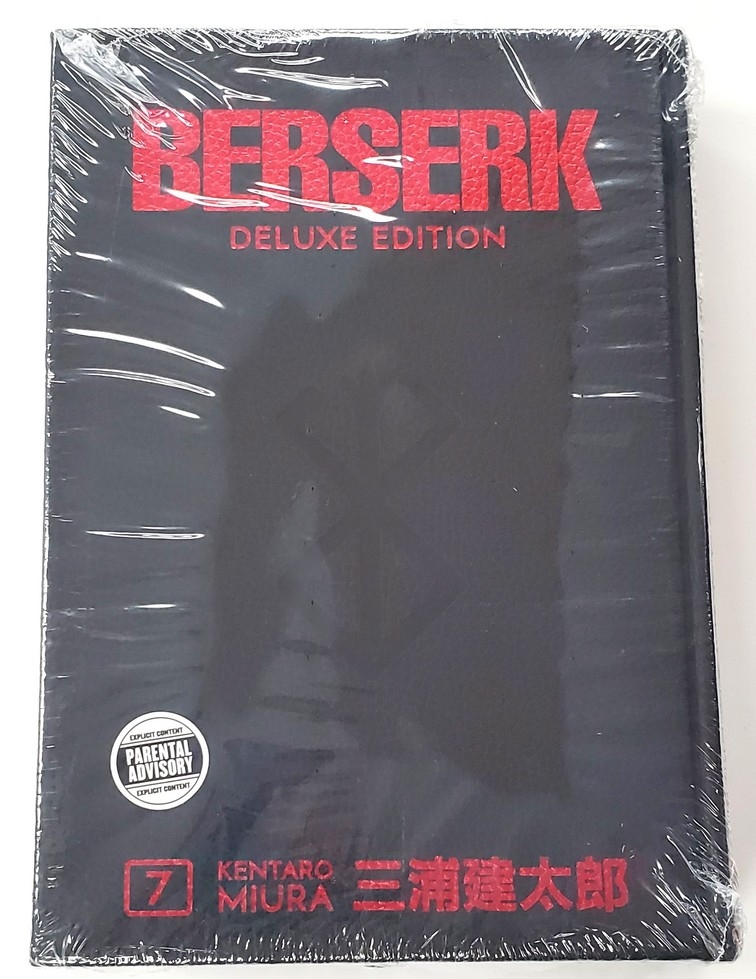 BERSERK
DELUXE EDITION
EXPLICIT CONTENT
PARENTAL
ADVISORY
EXPLICIT CONTENT
7
KENTARO
MIURA
三浦建太郎